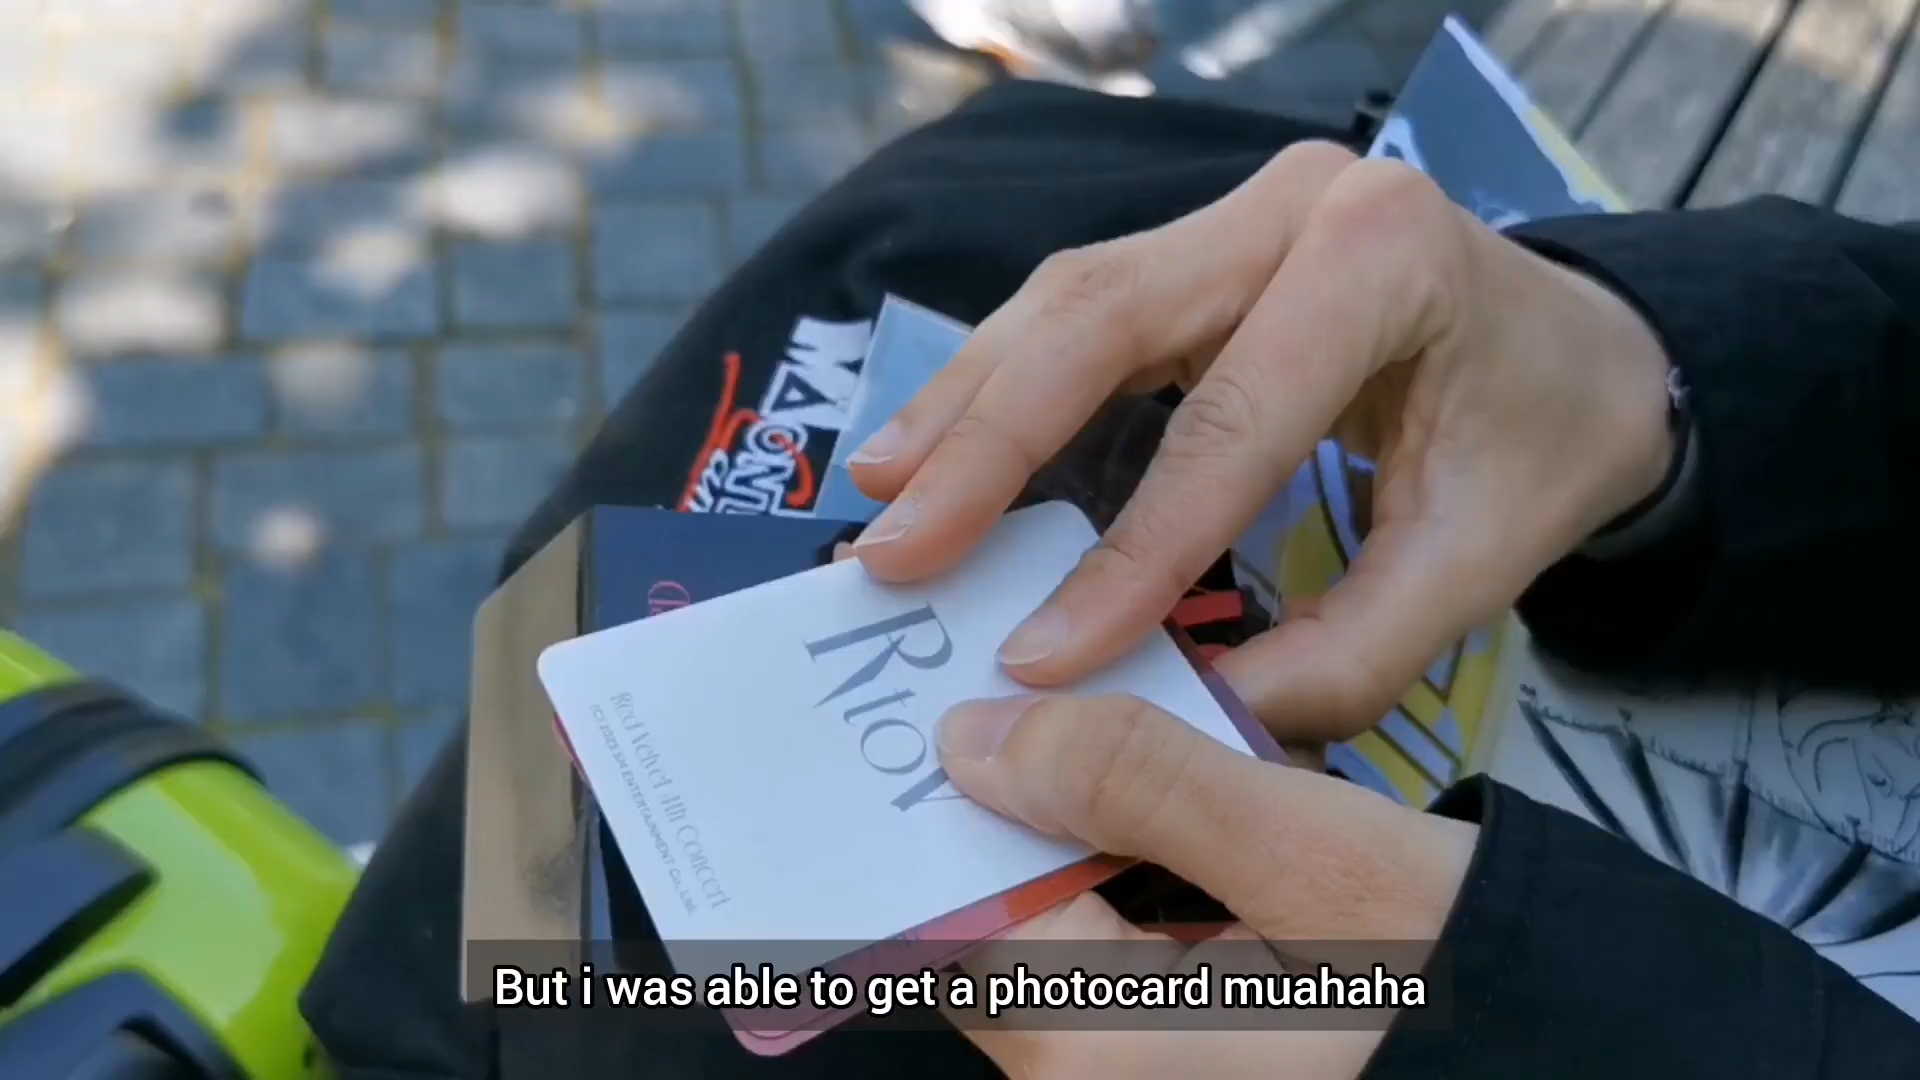 R to V
Red Velvet 4th Concert
(C) 2023 SM ENTERTAINMENT Co., Ltd.
But i was able to get a photocard muahaha